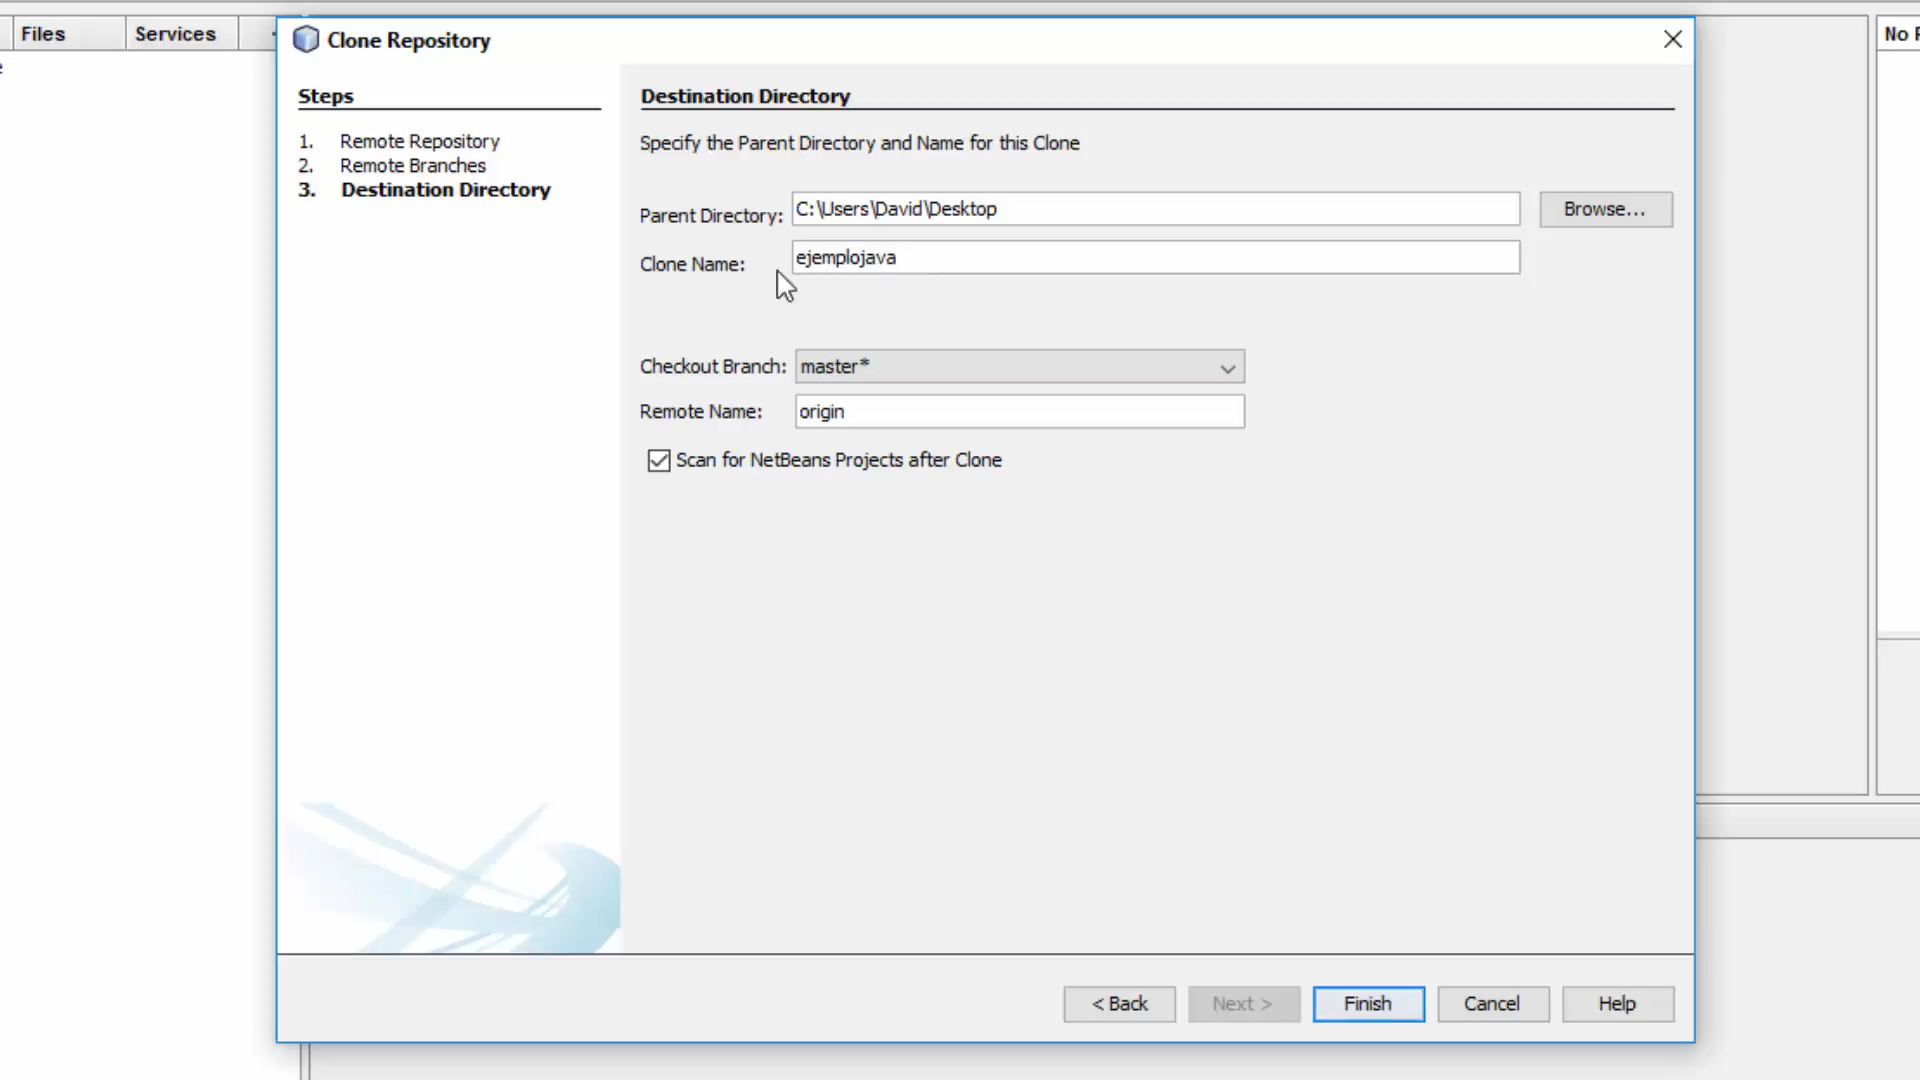 Files
Services
No
Clone Repository
Steps
1. Remote Repository
2. Remote Branches
3. Destination Directory
Destination Directory
Specify the Parent Directory and Name for this Clone
Parent Directory: C:\Users\David\Desktop Browse...
Clone Name: ejemplojava
Checkout Branch: master*
Remote Name: origin
Scan for NetBeans Projects after Clone
< Back Next > Finish Cancel Help